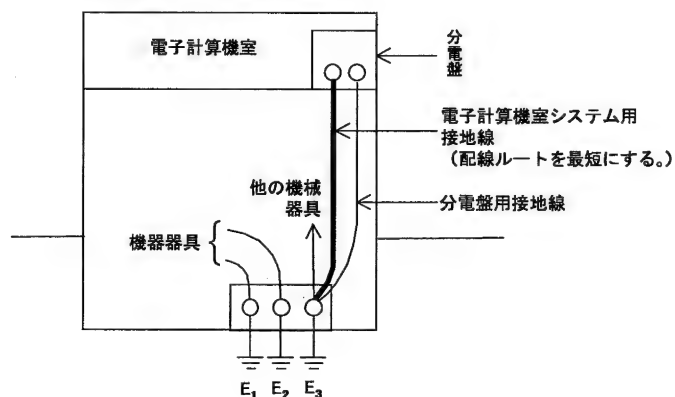 電子計算機室
分電盤
電子計算機室システム用
接地線
（配線ルートを最短にする。）
他の機械
器具
分電盤用接地線
機器器具
E₁ E₂ E₃